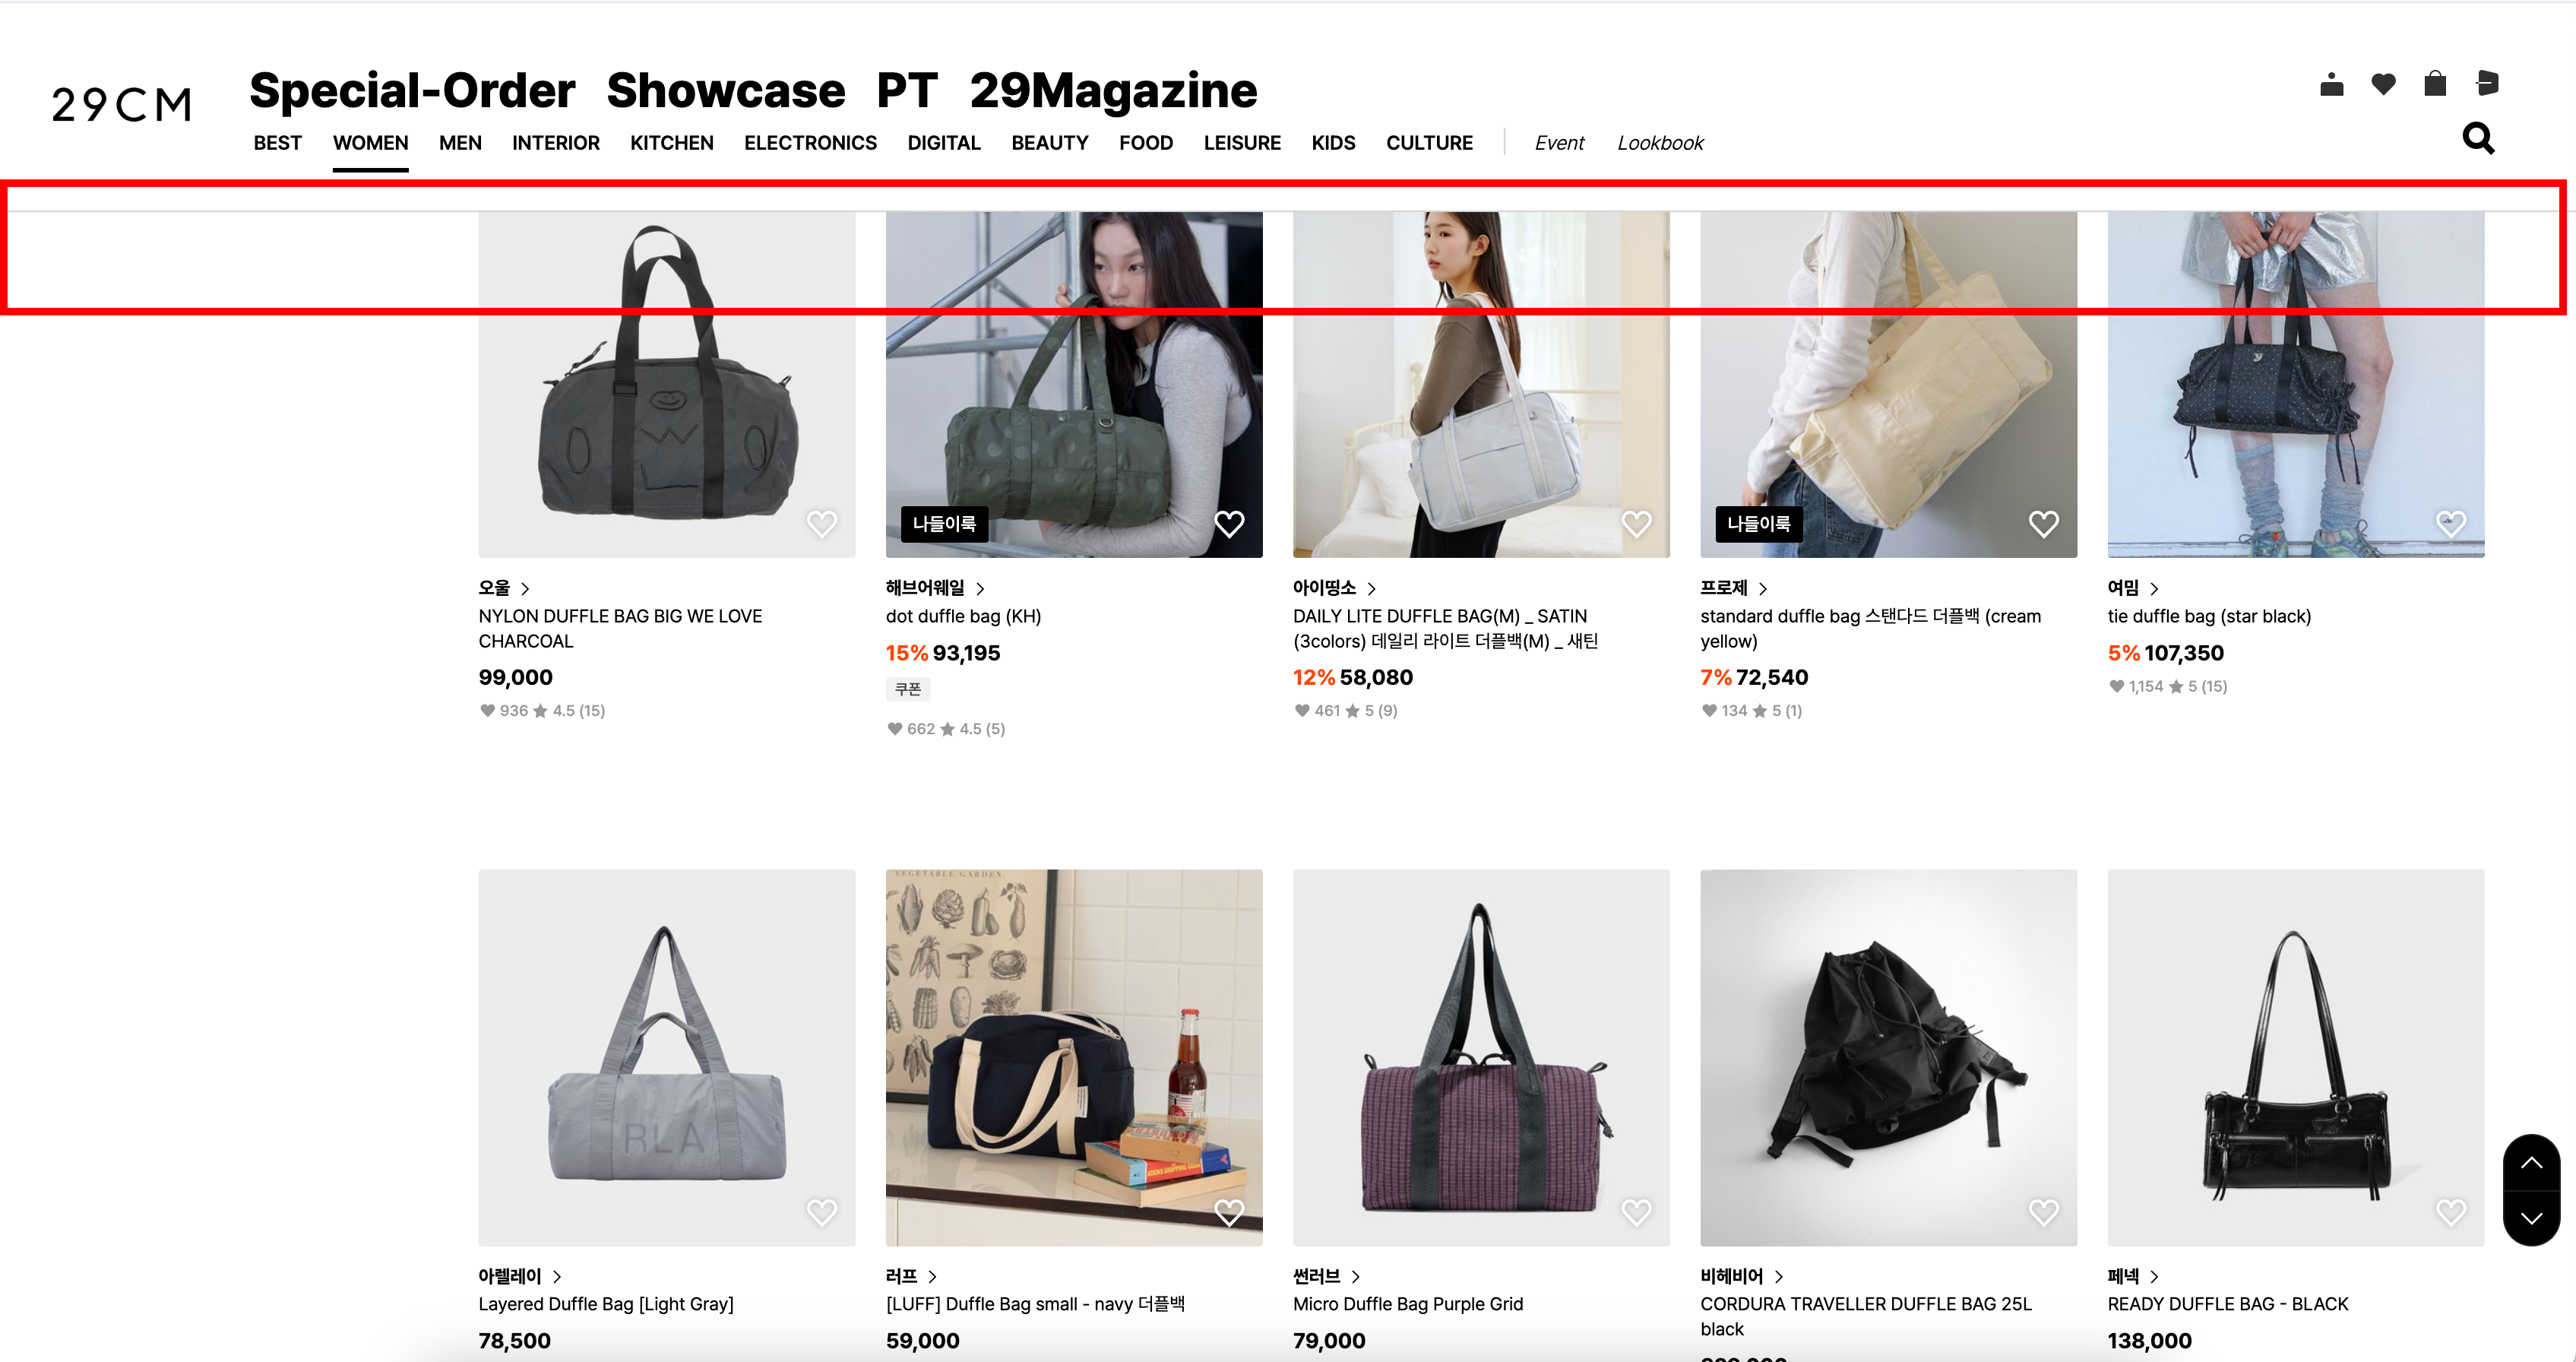 29CM
Special-Order Showcase PT 29Magazine
BEST WOMEN MEN INTERIOR KITCHEN ELECTRONICS DIGITAL BEAUTY FOOD LEISURE KIDS CULTURE Event Lookbook
OWL
나들이룩
나들이룩
오울
NYLON DUFFLE BAG BIG WE LOVE
CHARCOAL
99,000
936 4.5 (15)
해브어웨일
dot duffle bag (KH)
15% 93,195
쿠폰
662 4.5 (5)
아이띵소
DAILY LITE DUFFLE BAG(M) _ SATIN
(3colors) 데일리 라이트 더플백(M) _ 새틴
12% 58,080
461 5 (9)
프로제
standard duffle bag 스탠다드 더플백 (cream
yellow)
7% 72,540
134 5 (1)
여밈
tie duffle bag (star black)
5% 107,350
1,154 5 (15)
VEGETABLE GARDEN
RLA
아렐레이
Layered Duffle Bag [Light Gray]
78,500
러프
[LUFF] Duffle Bag small - navy 더플백
59,000
썬러브
Micro Duffle Bag Purple Grid
79,000
비헤비어
CORDURA TRAVELLER DUFFLE BAG 25L
black
페넥
READY DUFFLE BAG - BLACK
138,000